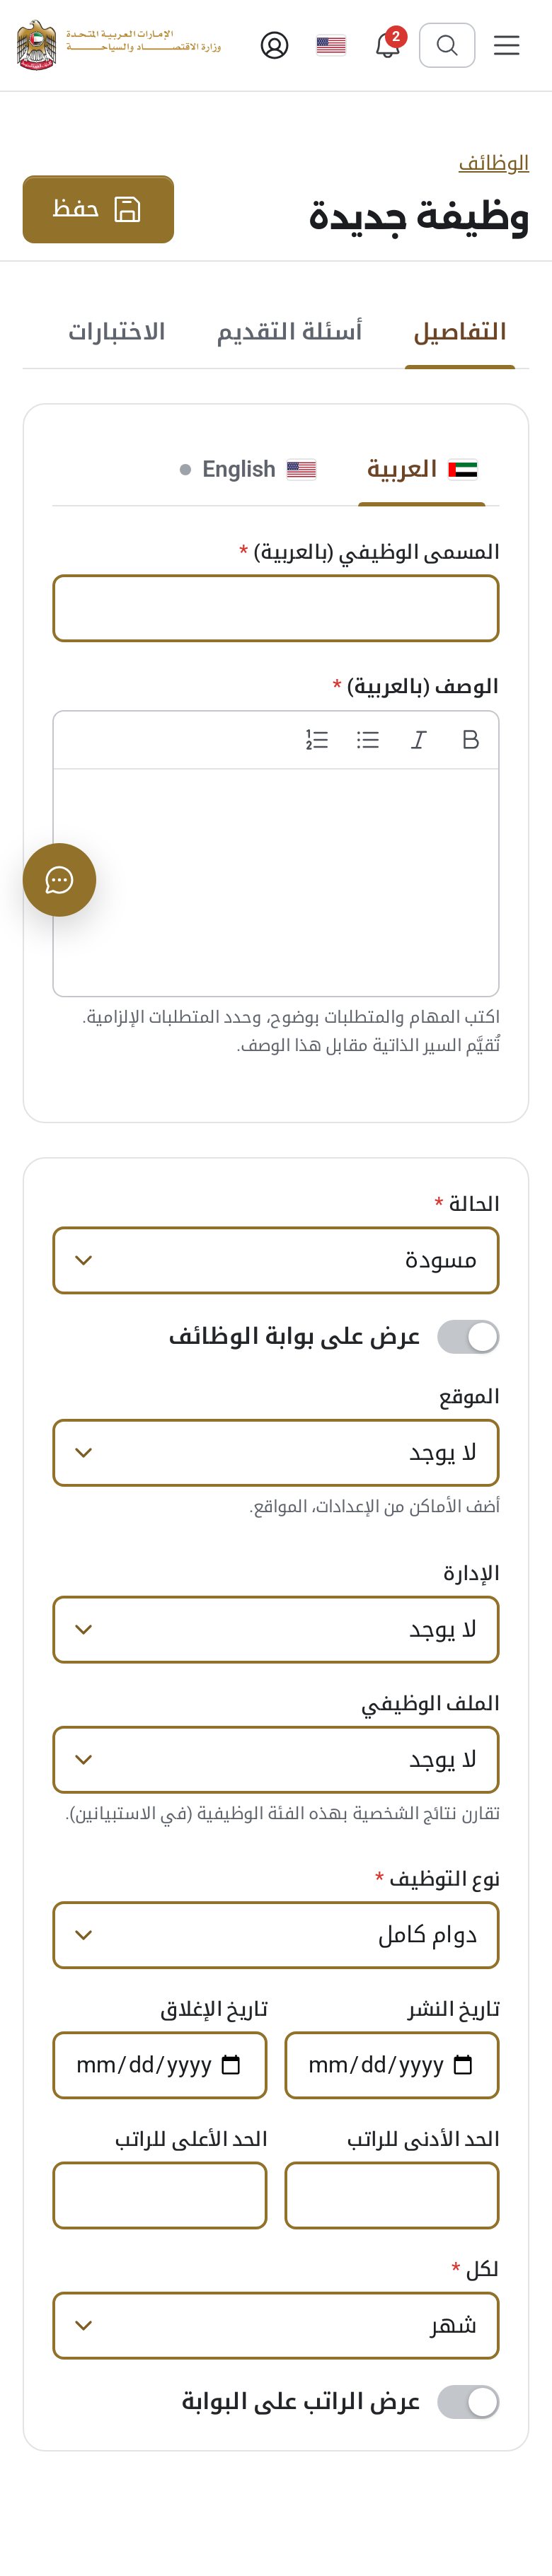 الإمارات العربية المتحدة
وزارة الاقتصاد والسياحة
2
الوظائف
وظيفة جديدة
حفظ
التفاصيل
أسئلة التقديم
الاختبارات
العربية
English
المسمى الوظيفي (بالعربية) *
الوصف (بالعربية) *
اكتب المهام والمتطلبات بوضوح، وحدد المتطلبات الإلزامية.
تُقيَّم السير الذاتية مقابل هذا الوصف.
الحالة *
مسودة
عرض على بوابة الوظائف
الموقع
لا يوجد
أضف الأماكن من الإعدادات، المواقع.
الإدارة
لا يوجد
الملف الوظيفي
لا يوجد
تقارن نتائج الشخصية بهذه الفئة الوظيفية (في الاستبيانين).
نوع التوظيف *
دوام كامل
تاريخ النشر
تاريخ الإغلاق
mm/dd/yyyy
mm/dd/yyyy
الحد الأدنى للراتب
الحد الأعلى للراتب
لكل *
شهر
عرض الراتب على البوابة